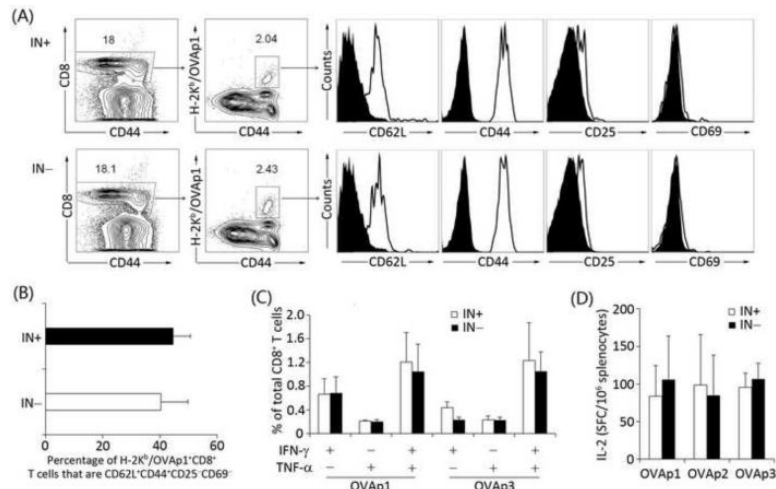 (A)
IN+
18
CD8
CD44
2.04
H-2Kᵇ/OVAp1
CD44
Counts
CD62L
CD44
Counts
CD25
CD69
IN−
18.1
CD8
CD44
2.43
H-2Kᵇ/OVAp1
CD44
Counts
CD62L
CD44
Counts
CD25
CD69
(B)
IN+
IN−
0 20 40 60
Percentage of H-2Kᵇ/OVAp1⁺CD8⁺
T cells that are CD62L⁺CD44⁺CD25⁻CD69⁻
(C)
% of total CD8⁺ T cells
2.0
1.6
1.2
0.8
0.4
0
IN+
IN−
IFN-γ + − + + − +
TNF-α − + + − + +
OVAp1 OVAp3
(D)
IL-2 (SFC/10⁶ splenocytes)
200
150
100
50
0
IN+
IN−
OVAp1 OVAp2 OVAp3